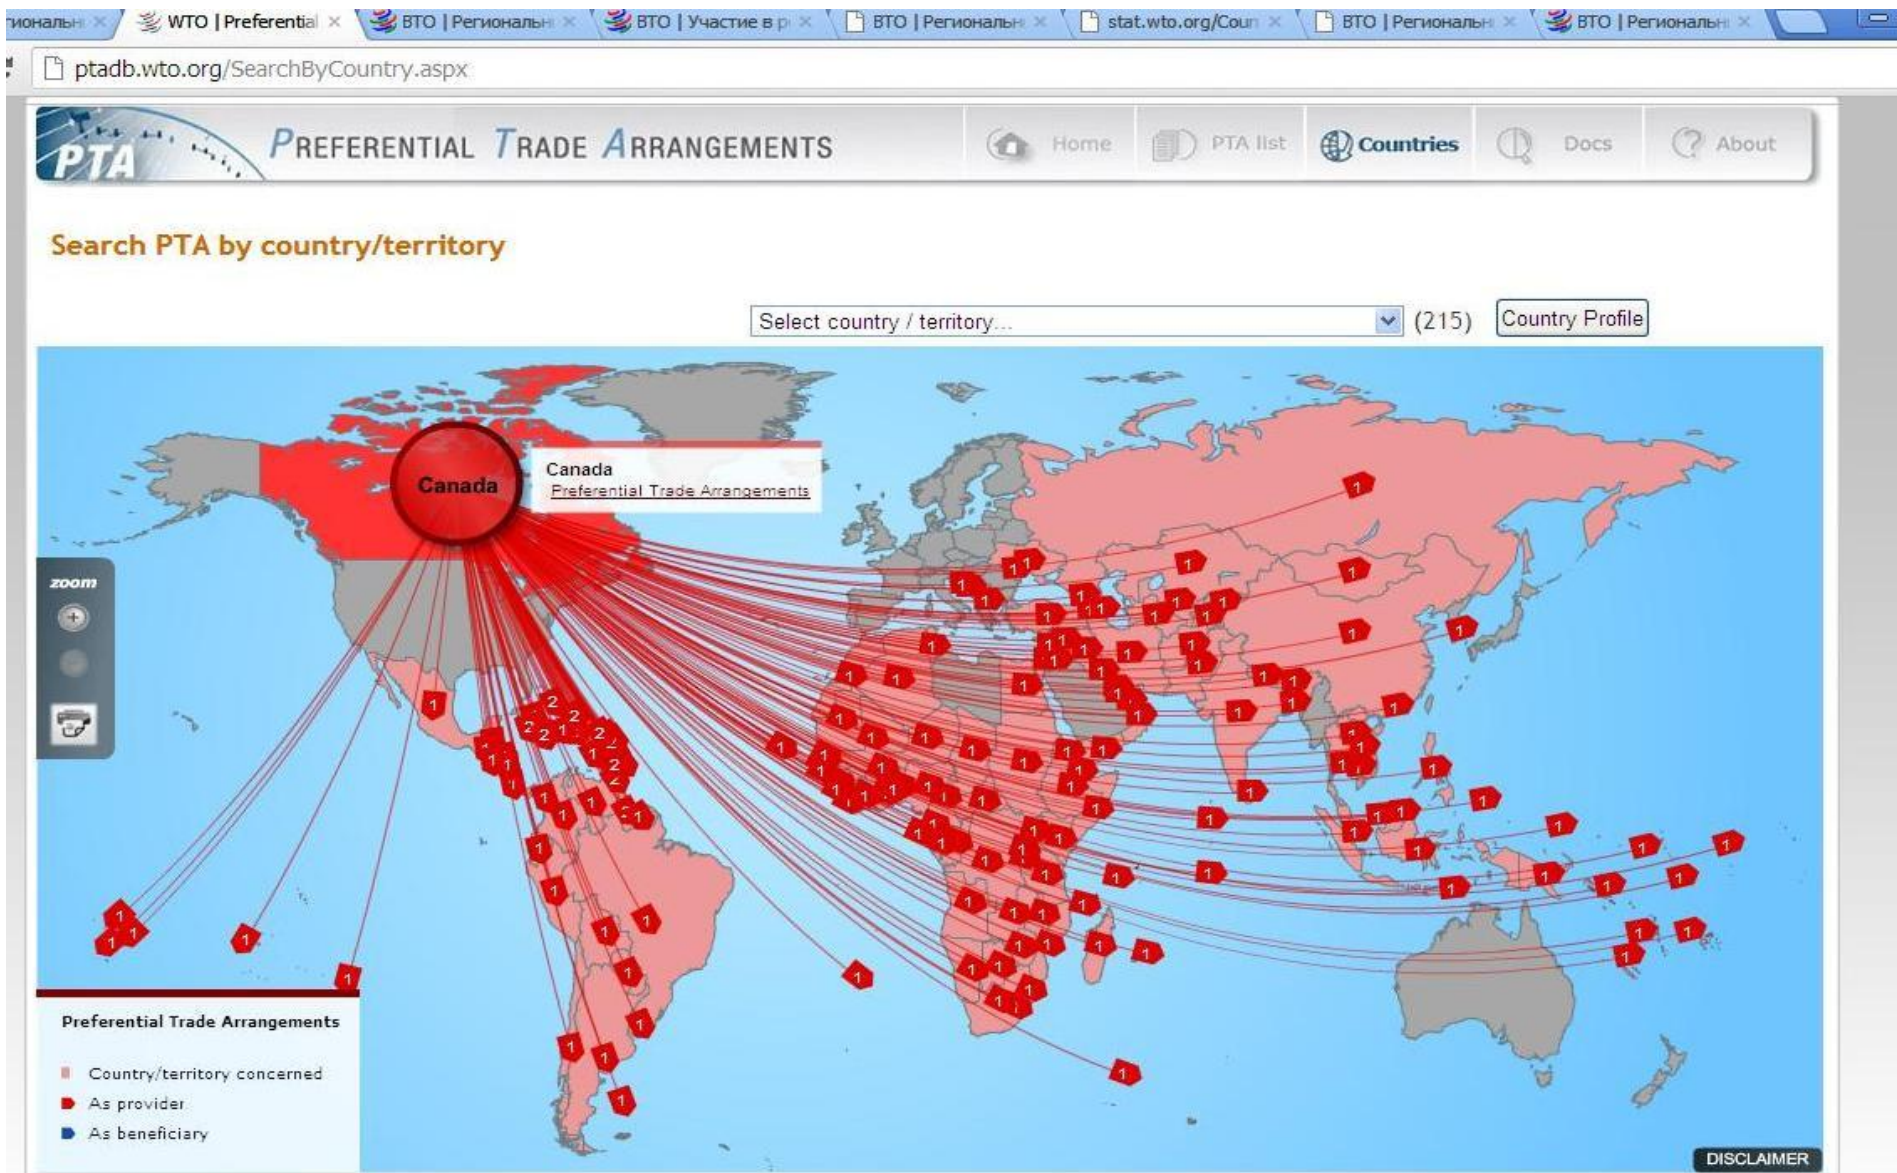 гиональн
WTO | Preferential
ВТО | Региональн
ВТО | Участие в р
ВТО | Региональн
stat.wto.org/Coun
ВТО | Региональн
ВТО | Региональн
ptadb.wto.org/SearchByCountry.aspx
PTA
PREFERENTIAL TRADE ARRANGEMENTS
Home
PTA list
Countries
Docs
About
Search PTA by country/territory
Select country / territory...
(215)
Country Profile
Canada
Canada
Preferential Trade Arrangements
zoom
Preferential Trade Arrangements
Country/territory concerned
As provider
As beneficiary
DISCLAIMER